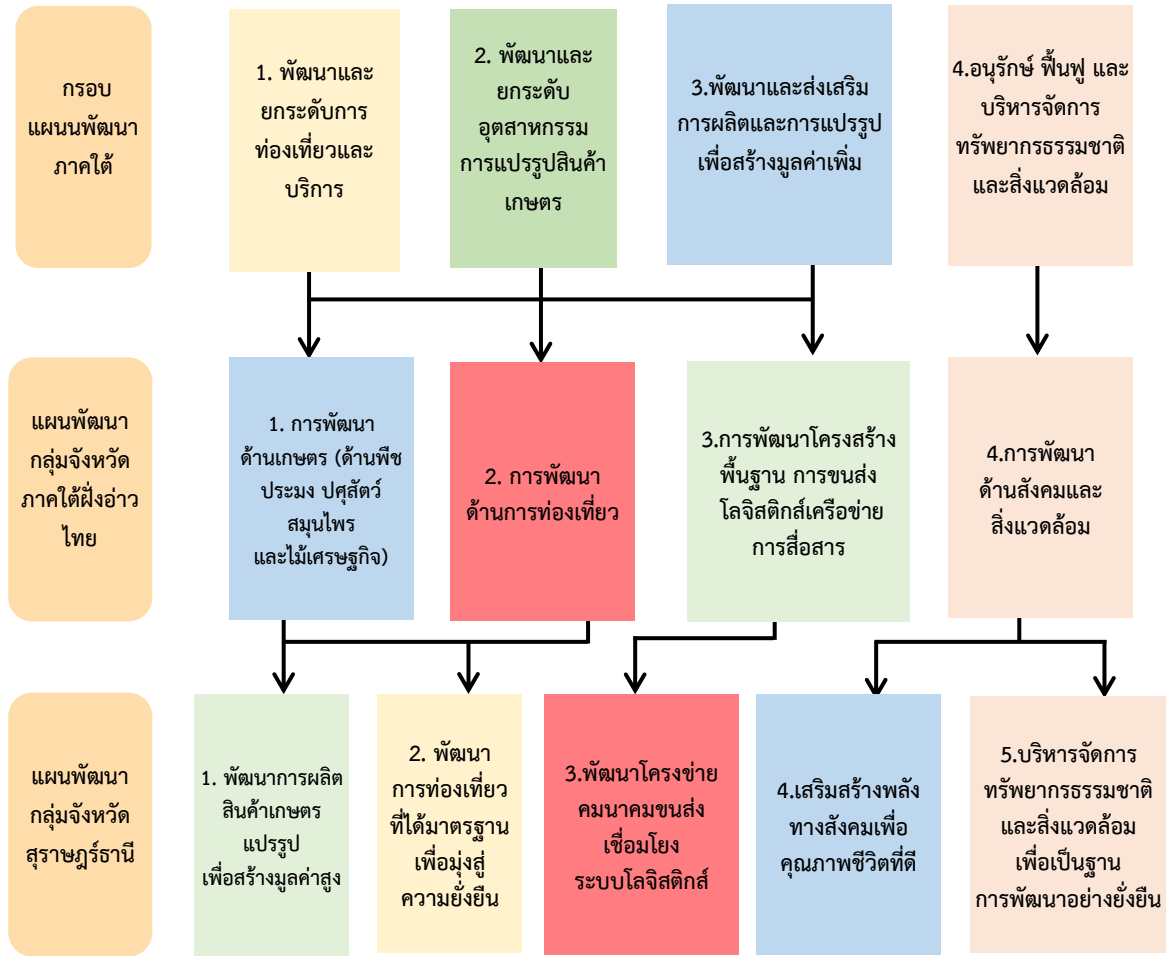 กรอบ
แผนนพัฒนา
ภาคใต้
1. พัฒนาและ
ยกระดับการ
ท่องเที่ยวและ
บริการ
2. พัฒนาและ
ยกระดับ
อุตสาหกรรม
การแปรรูปสินค้า
เกษตร
3.พัฒนาและส่งเสริม
การผลิตและการแปรรูป
เพื่อสร้างมูลค่าเพิ่ม
4.อนุรักษ์ ฟื้นฟู และ
บริหารจัดการ
ทรัพยากรธรรมชาติ
และสิ่งแวดล้อม
แผนพัฒนา
กลุ่มจังหวัด
ภาคใต้ฝั่งอ่าว
ไทย
1. การพัฒนา
ด้านเกษตร (ด้านพืช
ประมง ปศุสัตว์
สมุนไพร
และไม้เศรษฐกิจ)
2. การพัฒนา
ด้านการท่องเที่ยว
3.การพัฒนาโครงสร้าง
พื้นฐาน การขนส่ง
โลจิสติกส์เครือข่าย
การสื่อสาร
4.การพัฒนา
ด้านสังคมและ
สิ่งแวดล้อม
แผนพัฒนา
กลุ่มจังหวัด
สุราษฎร์ธานี
1. พัฒนาการผลิต
สินค้าเกษตร
แปรรูป
เพื่อสร้างมูลค่าสูง
2. พัฒนา
การท่องเที่ยว
ที่ได้มาตรฐาน
เพื่อมุ่งสู่
ความยั่งยืน
3.พัฒนาโครงข่าย
คมนาคมขนส่ง
เชื่อมโยง
ระบบโลจิสติกส์
4.เสริมสร้างพลัง
ทางสังคมเพื่อ
คุณภาพชีวิตที่ดี
5.บริหารจัดการ
ทรัพยากรธรรมชาติ
และสิ่งแวดล้อม
เพื่อเป็นฐาน
การพัฒนาอย่างยั่งยืน